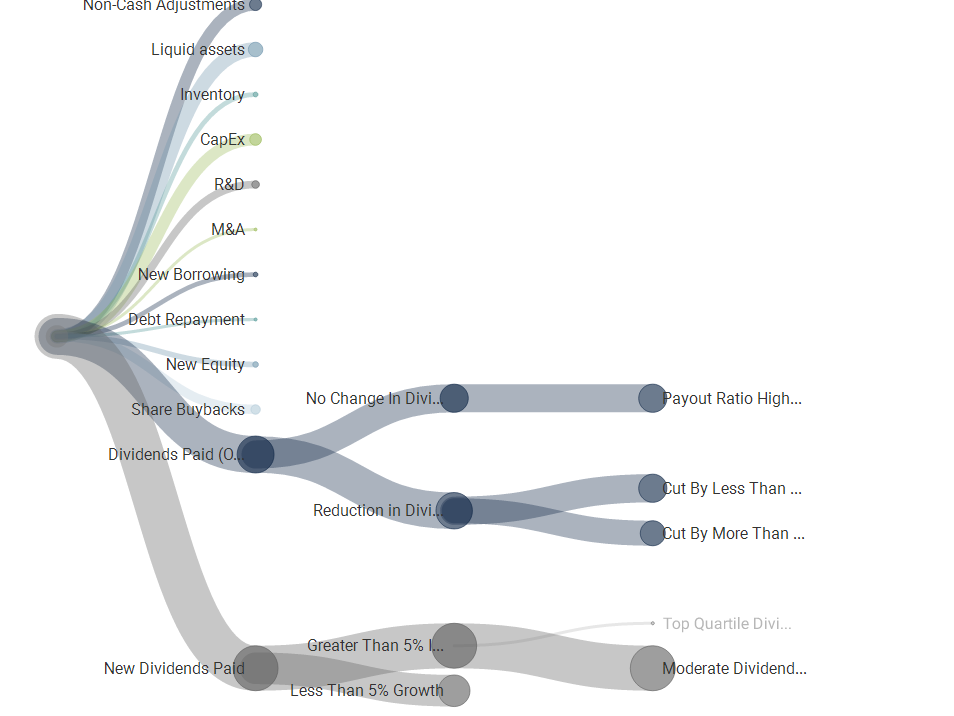 Non-Cash Adjustments
Liquid assets
Inventory
CapEx
R&D
M&A
New Borrowing
Debt Repayment
New Equity
Share Buybacks
No Change In Divi...
Payout Ratio High...
Dividends Paid (O...
Cut By Less Than ...
Reduction in Divi...
Cut By More Than ...
Top Quartile Divi...
Greater Than 5% I...
New Dividends Paid
Moderate Dividend...
Less Than 5% Growth